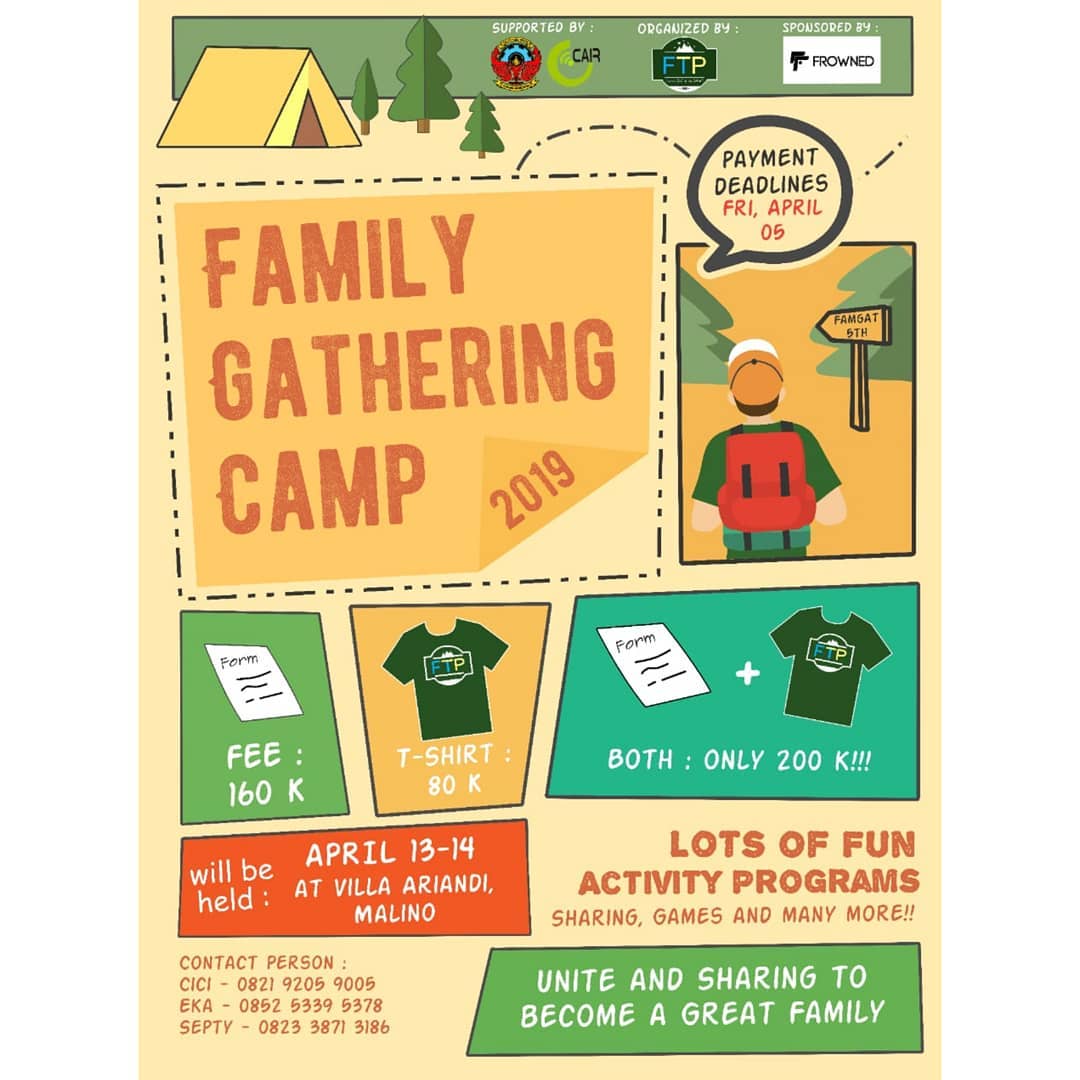 SUPPORTED BY :
CAIR
ORGANIZED BY :
FTP
SPONSORED BY :
FROWNED
PAYMENT
DEADLINES
FRI, APRIL
05
FAMILY
GATHERING
CAMP
2019
FAMGAT
5TH
Form
FEE :
160 K
FTP
T-SHIRT :
80 K
Form
+
FTP
BOTH : ONLY 200 K!!!
will be
held :
APRIL 13-14
AT VILLA ARIANDI,
MALINO
LOTS OF FUN
ACTIVITY PROGRAMS
SHARING, GAMES AND MANY MORE!!
CONTACT PERSON :
CICI - 0821 9205 9005
EKA - 0852 5339 5378
SEPTY - 0823 3871 3186
UNITE AND SHARING TO
BECOME A GREAT FAMILY